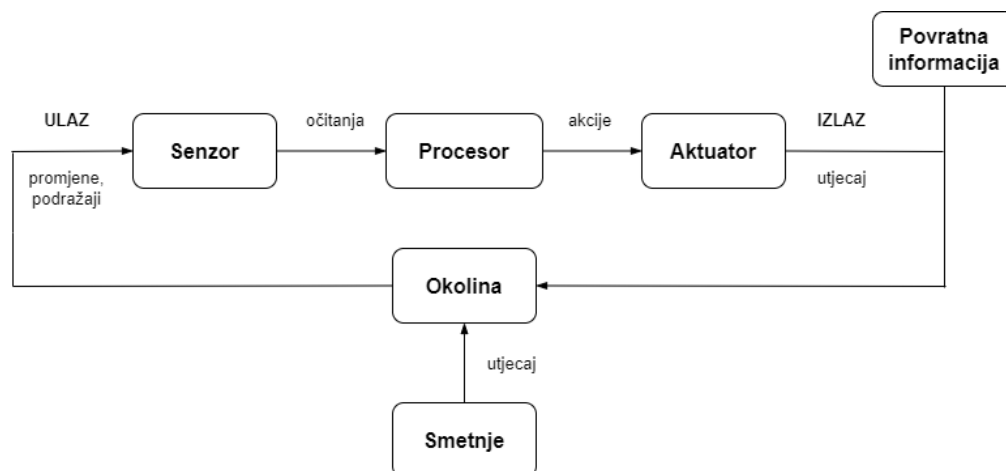 Povratna
informacija
ULAZ
očitanja
akcije
IZLAZ
Senzor
Procesor
Aktuator
promjene,
podražaji
utjecaj
Okolina
utjecaj
Smetnje